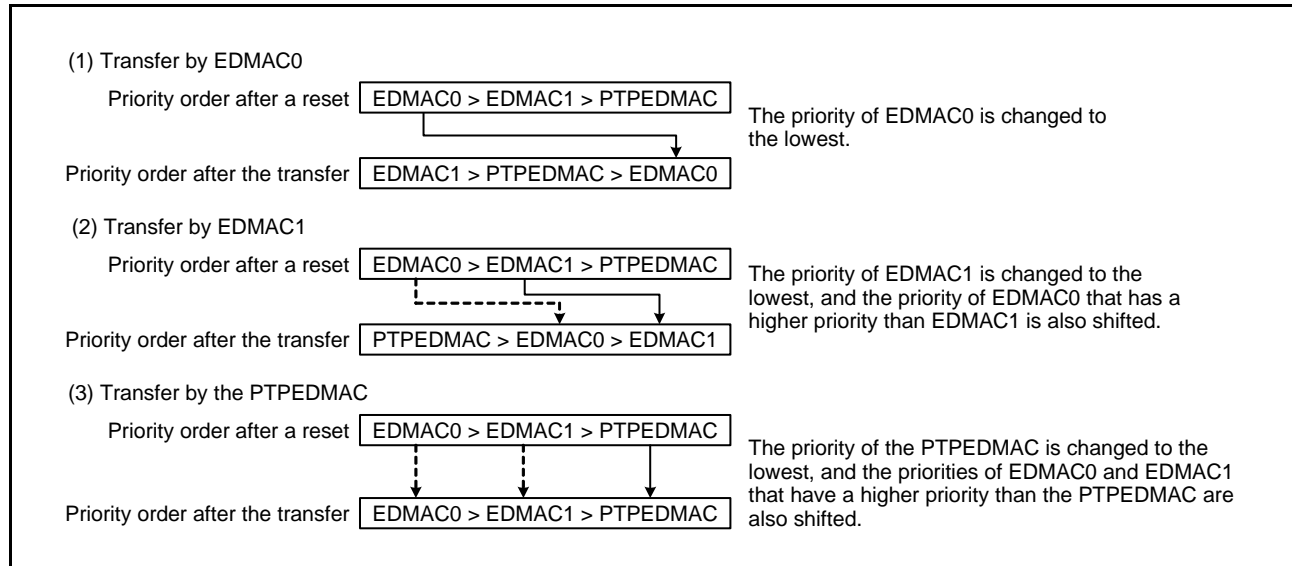 (1) Transfer by EDMAC0
Priority order after a reset EDMAC0 > EDMAC1 > PTPEDMAC
The priority of EDMAC0 is changed to
the lowest.
Priority order after the transfer EDMAC1 > PTPEDMAC > EDMAC0
(2) Transfer by EDMAC1
Priority order after a reset EDMAC0 > EDMAC1 > PTPEDMAC
The priority of EDMAC1 is changed to the
lowest, and the priority of EDMAC0 that has a
higher priority than EDMAC1 is also shifted.
Priority order after the transfer PTPEDMAC > EDMAC0 > EDMAC1
(3) Transfer by the PTPEDMAC
Priority order after a reset EDMAC0 > EDMAC1 > PTPEDMAC
The priority of the PTPEDMAC is changed to the
lowest, and the priorities of EDMAC0 and EDMAC1
that have a higher priority than the PTPEDMAC are
also shifted.
Priority order after the transfer EDMAC0 > EDMAC1 > PTPEDMAC